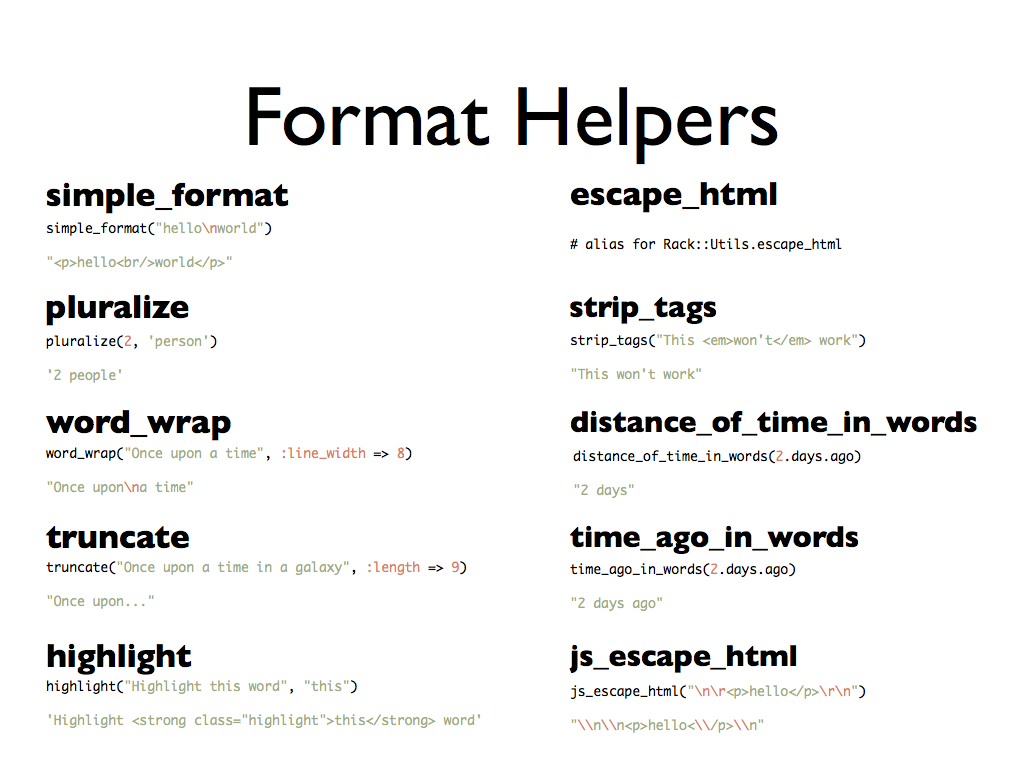 Format Helpers
simple_format
simple_format("hello\nworld")
"<p>hello<br/>world</p>"
pluralize
pluralize(2, 'person')
'2 people'
word_wrap
word_wrap("Once upon a time", :line_width => 8)
"Once upon\na time"
truncate
truncate("Once upon a time in a galaxy", :length => 9)
"Once upon..."
highlight
highlight("Highlight this word", "this")
'Highlight <strong class="highlight">this</strong> word'
escape_html
# alias for Rack::Utils.escape_html
strip_tags
strip_tags("This <em>won't</em> work")
"This won't work"
distance_of_time_in_words
distance_of_time_in_words(2.days.ago)
"2 days"
time_ago_in_words
time_ago_in_words(2.days.ago)
"2 days ago"
js_escape_html
js_escape_html("\n\r<p>hello</p>\r\n")
"\\n\\n<p>hello<\\/p>\\n"